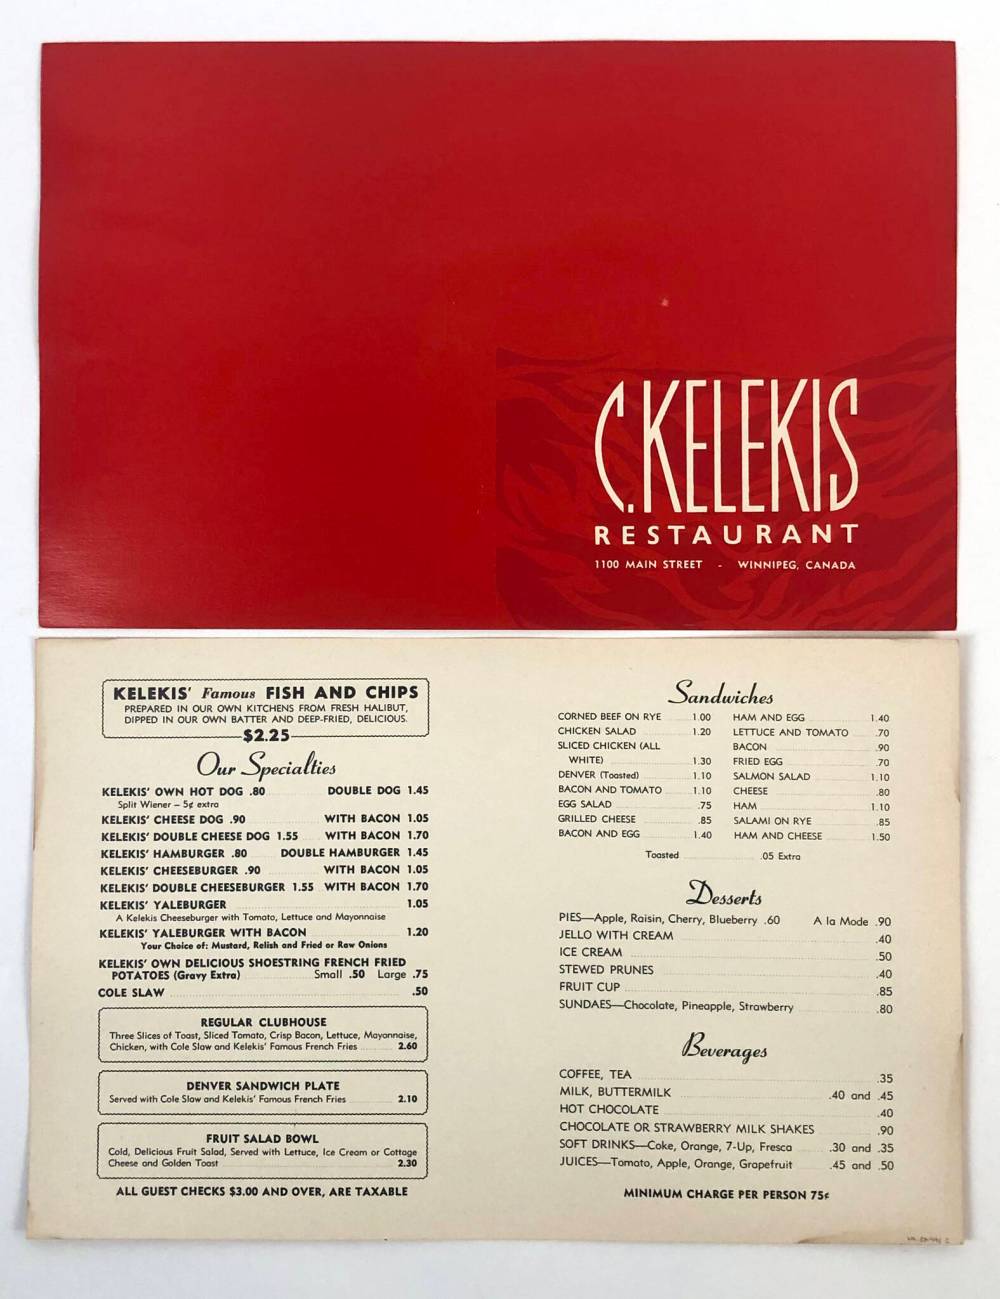 C.KELEKIS
RESTAURANT
1100 MAIN STREET - WINNIPEG, CANADA
KELEKIS' Famous FISH AND CHIPS
PREPARED IN OUR OWN KITCHENS FROM FRESH HALIBUT,
DIPPED IN OUR OWN BATTER AND DEEP-FRIED, DELICIOUS.
$2.25
Our Specialties
KELEKIS' OWN HOT DOG .80 DOUBLE DOG 1.45
Split Wiener – 5¢ extra
KELEKIS' CHEESE DOG .90 WITH BACON 1.05
KELEKIS' DOUBLE CHEESE DOG 1.55 WITH BACON 1.70
KELEKIS' HAMBURGER .80 DOUBLE HAMBURGER 1.45
KELEKIS' CHEESEBURGER .90 WITH BACON 1.05
KELEKIS' DOUBLE CHEESEBURGER 1.55 WITH BACON 1.70
KELEKIS' YALEBURGER 1.05
A Kelekis Cheeseburger with Tomato, Lettuce and Mayonnaise
KELEKIS' YALEBURGER WITH BACON 1.20
Your Choice of: Mustard, Relish and Fried or Raw Onions
KELEKIS' OWN DELICIOUS SHOESTRING FRENCH FRIED
POTATOES (Gravy Extra) Small .50 Large .75
COLE SLAW .50
REGULAR CLUBHOUSE
Three Slices of Toast, Sliced Tomato, Crisp Bacon, Lettuce, Mayonnaise,
Chicken, with Cole Slaw and Kelekis' Famous French Fries 2.60
DENVER SANDWICH PLATE
Served with Cole Slaw and Kelekis' Famous French Fries 2.10
FRUIT SALAD BOWL
Cold, Delicious Fruit Salad, Served with Lettuce, Ice Cream or Cottage
Cheese and Golden Toast 2.30
ALL GUEST CHECKS $3.00 AND OVER, ARE TAXABLE
Sandwiches
CORNED BEEF ON RYE 1.00
CHICKEN SALAD 1.20
SLICED CHICKEN (ALL
WHITE) 1.30
DENVER (Toasted) 1.10
BACON AND TOMATO 1.10
EGG SALAD .75
GRILLED CHEESE .85
BACON AND EGG 1.40
HAM AND EGG 1.40
LETTUCE AND TOMATO .70
BACON .90
FRIED EGG .70
SALMON SALAD 1.10
CHEESE .80
HAM 1.10
SALAMI ON RYE .85
HAM AND CHEESE 1.50
Toasted .05 Extra
Desserts
PIES—Apple, Raisin, Cherry, Blueberry .60 A la Mode .90
JELLO WITH CREAM .40
ICE CREAM .50
STEWED PRUNES .40
FRUIT CUP .85
SUNDAES—Chocolate, Pineapple, Strawberry .80
Beverages
COFFEE, TEA .35
MILK, BUTTERMILK .40 and .45
HOT CHOCOLATE .40
CHOCOLATE OR STRAWBERRY MILK SHAKES .90
SOFT DRINKS—Coke, Orange, 7-Up, Fresca .30 and .35
JUICES—Tomato, Apple, Orange, Grapefruit .45 and .50
MINIMUM CHARGE PER PERSON 75¢